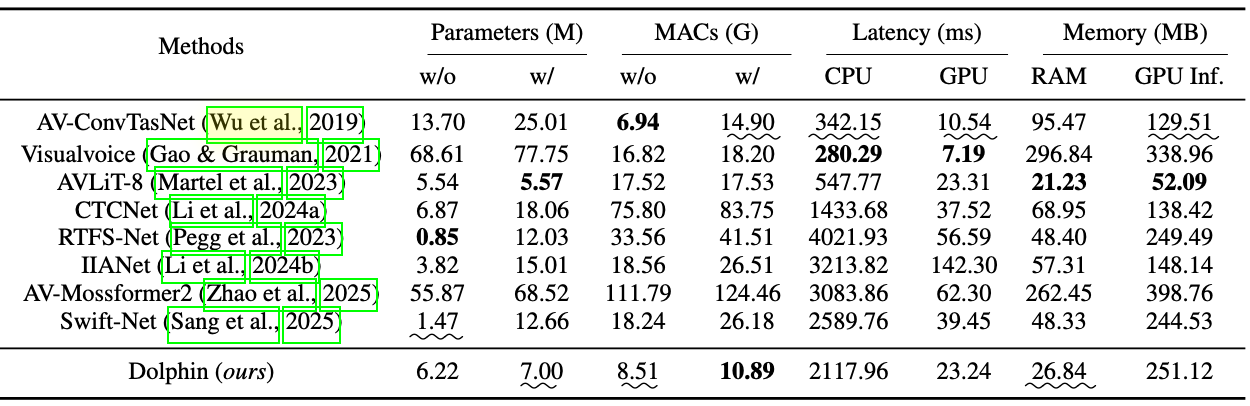 Methods Parameters (M) MACs (G) Latency (ms) Memory (MB)
w/o w/ w/o w/ CPU GPU RAM GPU Inf.
AV-ConvTasNet (Wu et al., 2019) 13.70 25.01 6.94 14.90 342.15 10.54 95.47 129.51
Visualvoice (Gao & Grauman, 2021) 68.61 77.75 16.82 18.20 280.29 7.19 296.84 338.96
AVLiT-8 (Martel et al., 2023) 5.54 5.57 17.52 17.53 547.77 23.31 21.23 52.09
CTCNet (Li et al., 2024a) 6.87 18.06 75.80 83.75 1433.68 37.52 68.95 138.42
RTFS-Net (Pegg et al., 2023) 0.85 12.03 33.56 41.51 4021.93 56.59 48.40 249.49
IIANet (Li et al., 2024b) 3.82 15.01 18.56 26.51 3213.82 142.30 57.31 148.14
AV-Mossformer2 (Zhao et al., 2025) 55.87 68.52 111.79 124.46 3083.86 62.30 262.45 398.76
Swift-Net (Sang et al., 2025) 1.47 12.66 18.24 26.18 2589.76 39.45 48.33 244.53
Dolphin (ours) 6.22 7.00 8.51 10.89 2117.96 23.24 26.84 251.12